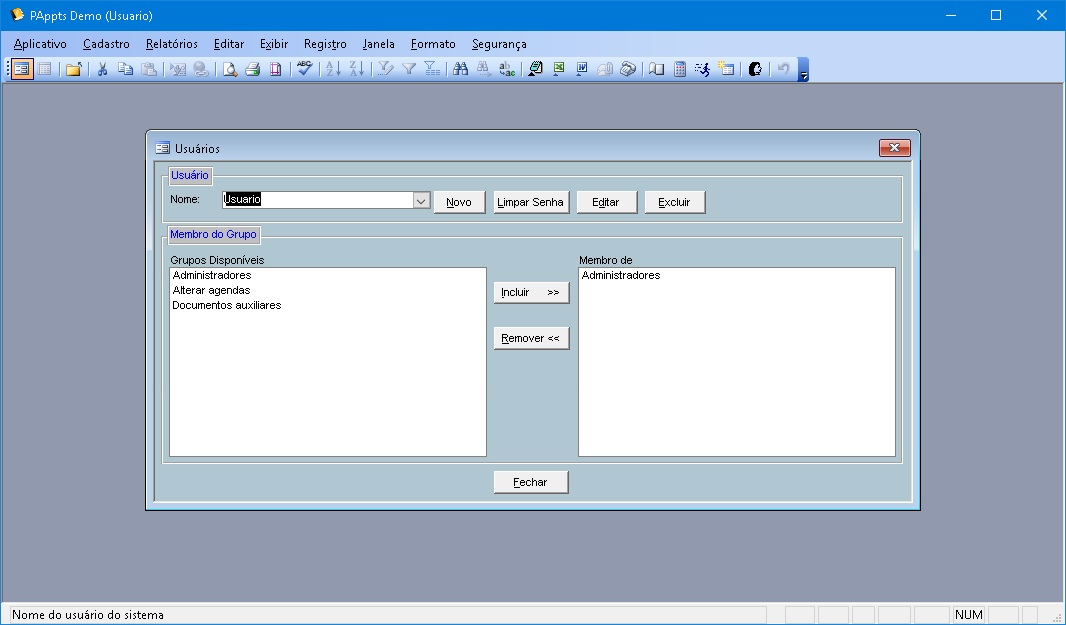 PAppts Demo (Usuario)
Aplicativo Cadastro Relatórios Editar Exibir Registro Janela Formato Segurança
Usuários
Usuário
Nome: Usuario Novo Limpar Senha Editar Excluir
Membro do Grupo
Grupos Disponíveis
Administradores
Alterar agendas
Documentos auxiliares
Incluir >>
Remover <<
Membro de
Administradores
Fechar
Nome do usuário do sistema NUM